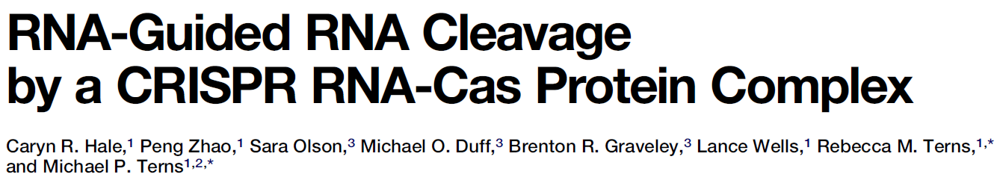 RNA-Guided RNA Cleavage
by a CRISPR RNA-Cas Protein Complex
Caryn R. Hale,1 Peng Zhao,1 Sara Olson,3 Michael O. Duff,3 Brenton R. Graveley,3 Lance Wells,1 Rebecca M. Terns,1,*
and Michael P. Terns1,2,*